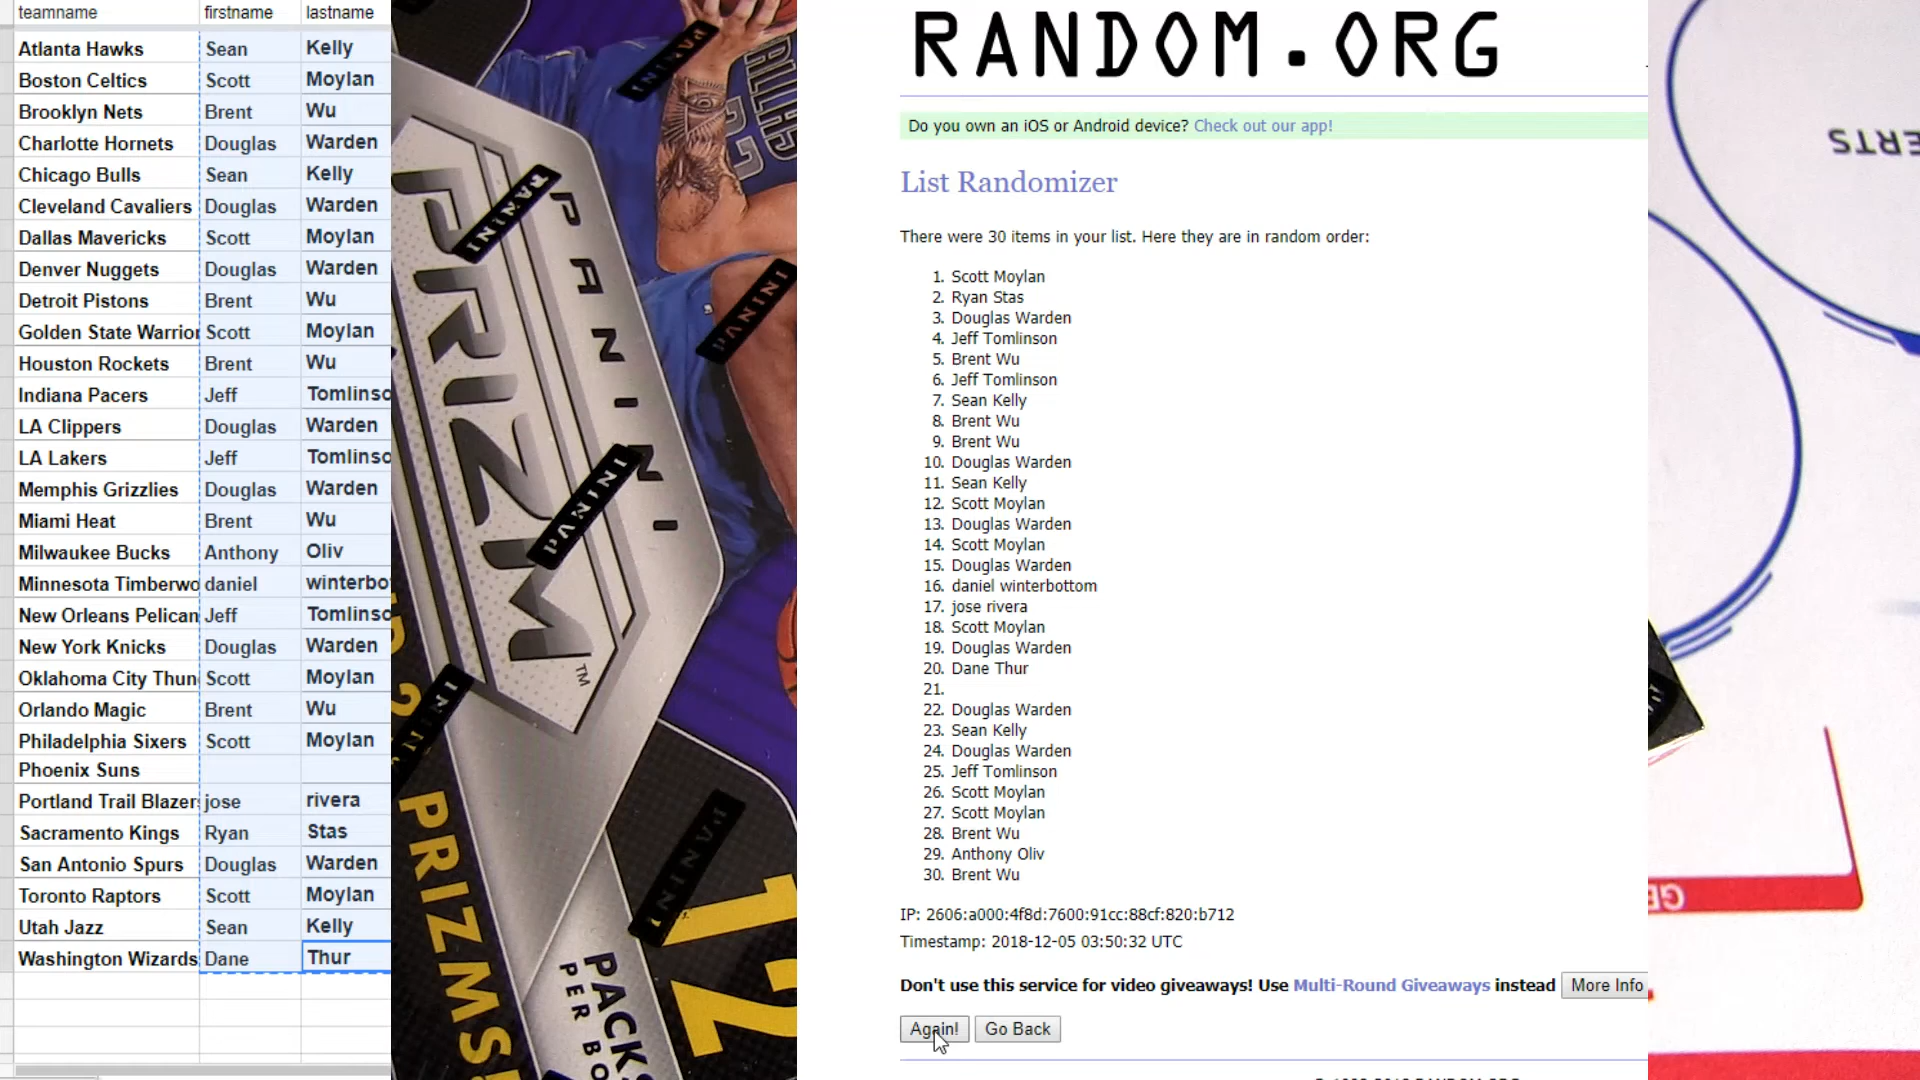 teamname firstname lastname
Atlanta Hawks Sean Kelly
Boston Celtics Scott Moylan
Brooklyn Nets Brent Wu
Charlotte Hornets Douglas Warden
Chicago Bulls Sean Kelly
Cleveland Cavaliers Douglas Warden
Dallas Mavericks Scott Moylan
Denver Nuggets Douglas Warden
Detroit Pistons Brent Wu
Golden State Warrior Scott Moylan
Houston Rockets Brent Wu
Indiana Pacers Jeff Tomlinso
LA Clippers Douglas Warden
LA Lakers Jeff Tomlinso
Memphis Grizzlies Douglas Warden
Miami Heat Brent Wu
Milwaukee Bucks Anthony Oliv
Minnesota Timberwo daniel winterbo
New Orleans Pelican Jeff Tomlinso
New York Knicks Douglas Warden
Oklahoma City Thun Scott Moylan
Orlando Magic Brent Wu
Philadelphia Sixers Scott Moylan
Phoenix Suns
Portland Trail Blazer jose rivera
Sacramento Kings Ryan Stas
San Antonio Spurs Douglas Warden
Toronto Raptors Scott Moylan
Utah Jazz Sean Kelly
Washington Wizards Dane Thur
PANINI
PRIZM™
PANINI
PANINI
PANINI
PANINI
PANINI
PRIZMS
12
PACKS
PER BO
RANDOM.ORG
Do you own an iOS or Android device? Check out our app!
List Randomizer
There were 30 items in your list. Here they are in random order:
1. Scott Moylan
2. Ryan Stas
3. Douglas Warden
4. Jeff Tomlinson
5. Brent Wu
6. Jeff Tomlinson
7. Sean Kelly
8. Brent Wu
9. Brent Wu
10. Douglas Warden
11. Sean Kelly
12. Scott Moylan
13. Douglas Warden
14. Scott Moylan
15. Douglas Warden
16. daniel winterbottom
17. jose rivera
18. Scott Moylan
19. Douglas Warden
20. Dane Thur
21.
22. Douglas Warden
23. Sean Kelly
24. Douglas Warden
25. Jeff Tomlinson
26. Scott Moylan
27. Scott Moylan
28. Brent Wu
29. Anthony Oliv
30. Brent Wu
IP: 2606:a000:4f8d:7600:91cc:88cf:820:b712
Timestamp: 2018-12-05 03:50:32 UTC
Don't use this service for video giveaways! Use Multi-Round Giveaways instead More Info
Again! Go Back
ERTS
GE